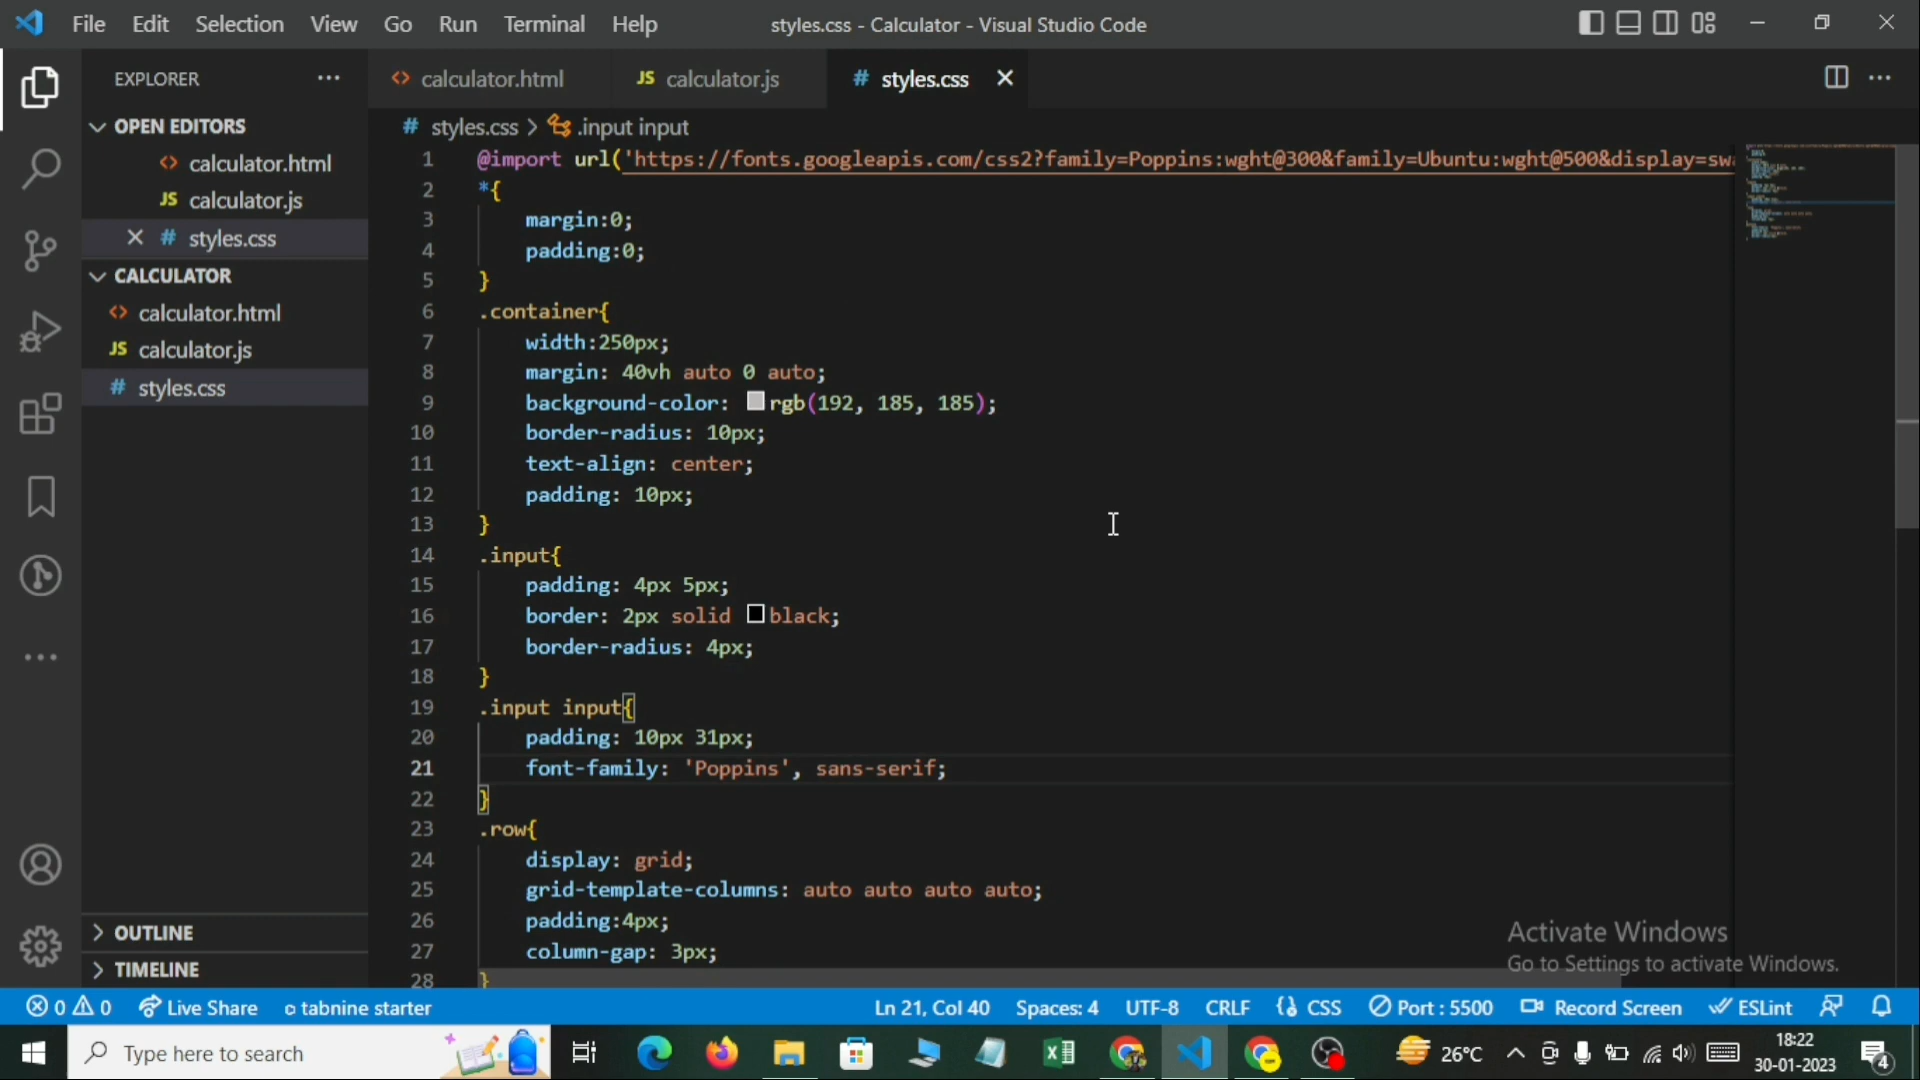 File Edit Selection View Go Run Terminal Help styles.css - Calculator - Visual Studio Code
EXPLORER
calculator.html JS calculator.js # styles.css
OPEN EDITORS
calculator.html
JS calculator.js
# styles.css
CALCULATOR
calculator.html
JS calculator.js
# styles.css
OUTLINE
TIMELINE
# styles.css > .input input
1 @import url('https://fonts.googleapis.com/css2?family=Poppins:wght@300&family=Ubuntu:wght@500&display=swa
2 *{
3 margin:0;
4 padding:0;
5 }
6 .container{
7 width:250px;
8 margin: 40vh auto 0 auto;
9 background-color: rgb(192, 185, 185);
10 border-radius: 10px;
11 text-align: center;
12 padding: 10px;
13 }
14 .input{
15 padding: 4px 5px;
16 border: 2px solid black;
17 border-radius: 4px;
18 }
19 .input input{
20 padding: 10px 31px;
21 font-family: 'Poppins', sans-serif;
22 }
23 .row{
24 display: grid;
25 grid-template-columns: auto auto auto auto;
26 padding:4px;
27 column-gap: 3px;
28 }
Activate Windows
Go to Settings to activate Windows.
0 0 Live Share tabnine starter Ln 21, Col 40 Spaces: 4 UTF-8 CRLF CSS Port : 5500 Record Screen ESLint
Type here to search 26°C 18:22
30-01-2023 4